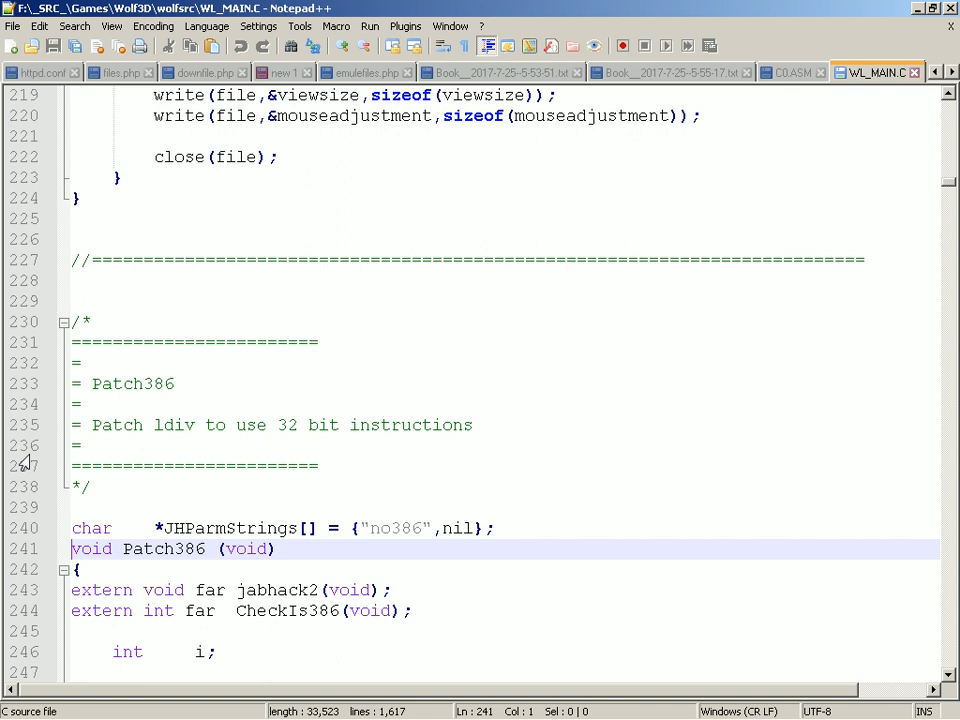 F:\_SRC_\Games\Wolf3D\wolfsrc\WL_MAIN.C - Notepad++
File Edit Search View Encoding Language Settings Tools Macro Run Plugins Window ? X
httpd.conf files.php downfile.php new 1 emulefiles.php Book__2017-7-25--5-53-51.txt Book__2017-7-25--5-55-17.txt C0.ASM WL_MAIN.C
219 write(file,&viewsize,sizeof(viewsize));
220 write(file,&mouseadjustment,sizeof(mouseadjustment));
221
222 close(file);
223 }
224 }
225
226
227 //===========================================================================
228
229
230 /*
231 ========================
232 =
233 = Patch386
234 =
235 = Patch ldiv to use 32 bit instructions
236 =
237 ========================
238 */
239
240 char *JHParmStrings[] = {"no386",nil};
241 void Patch386 (void)
242 {
243 extern void far jabhack2(void);
244 extern int far CheckIs386(void);
245
246 int i;
247
C source file length : 33,523 lines : 1,617 Ln : 241 Col : 1 Sel : 0 | 0 Windows (CR LF) UTF-8 INS